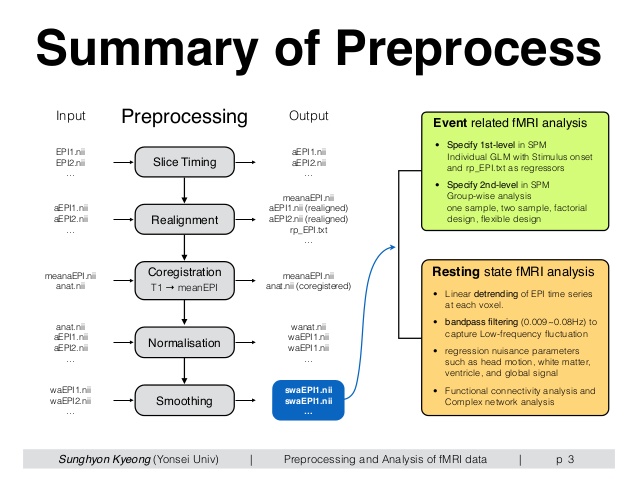 Summary of Preprocess
Input
Preprocessing
Output
EPI1.nii
EPI2.nii
...
Slice Timing
aEPI1.nii
aEPI2.nii
...
aEPI1.nii
aEPI2.nii
...
Realignment
meanaEPI.nii
aEPI1.nii (realigned)
aEPI2.nii (realigned)
rp_EPI.txt
...
meanaEPI.nii
anat.nii
Coregistration
T1 → meanEPI
meanaEPI.nii
anat.nii (coregistered)
anat.nii
aEPI1.nii
aEPI2.nii
...
Normalisation
wanat.nii
waEPI1.nii
waEPI1.nii
...
waEPI1.nii
waEPI2.nii
...
Smoothing
swaEPI1.nii
swaEPI1.nii
...
Event related fMRI analysis
• Specify 1st-level in SPM
Individual GLM with Stimulus onset
and rp_EPI.txt as regressors
• Specify 2nd-level in SPM
Group-wise analysis
one sample, two sample, factorial
design, flexible design
Resting state fMRI analysis
• Linear detrending of EPI time series
at each voxel.
• bandpass filtering (0.009~0.08Hz) to
capture Low-frequency fluctuation
• regression nuisance parameters
such as head motion, white matter,
ventricle, and global signal
• Functional connectivity analysis and
Complex network analysis
Sunghyon Kyeong (Yonsei Univ) | Preprocessing and Analysis of fMRI data | p 3